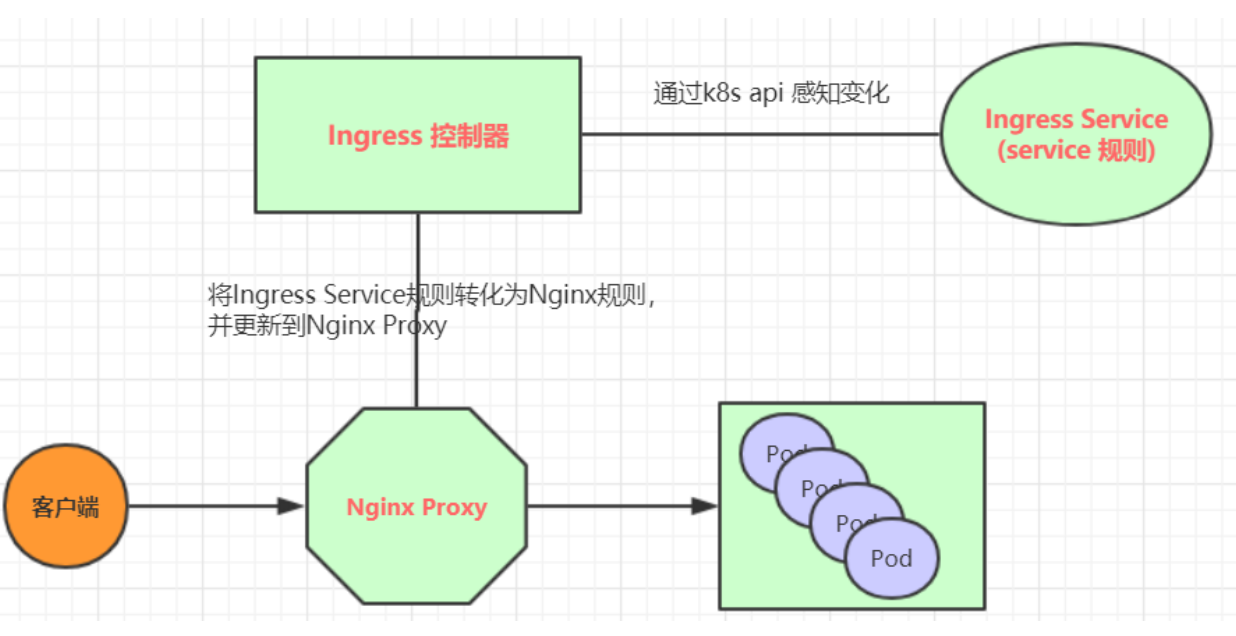 Ingress 控制器
通过k8s api 感知变化
Ingress Service
(service 规则)
将Ingress Service规则转化为Nginx规则，
并更新到Nginx Proxy
客户端
Nginx Proxy
Pod
Pod
Pod
Pod